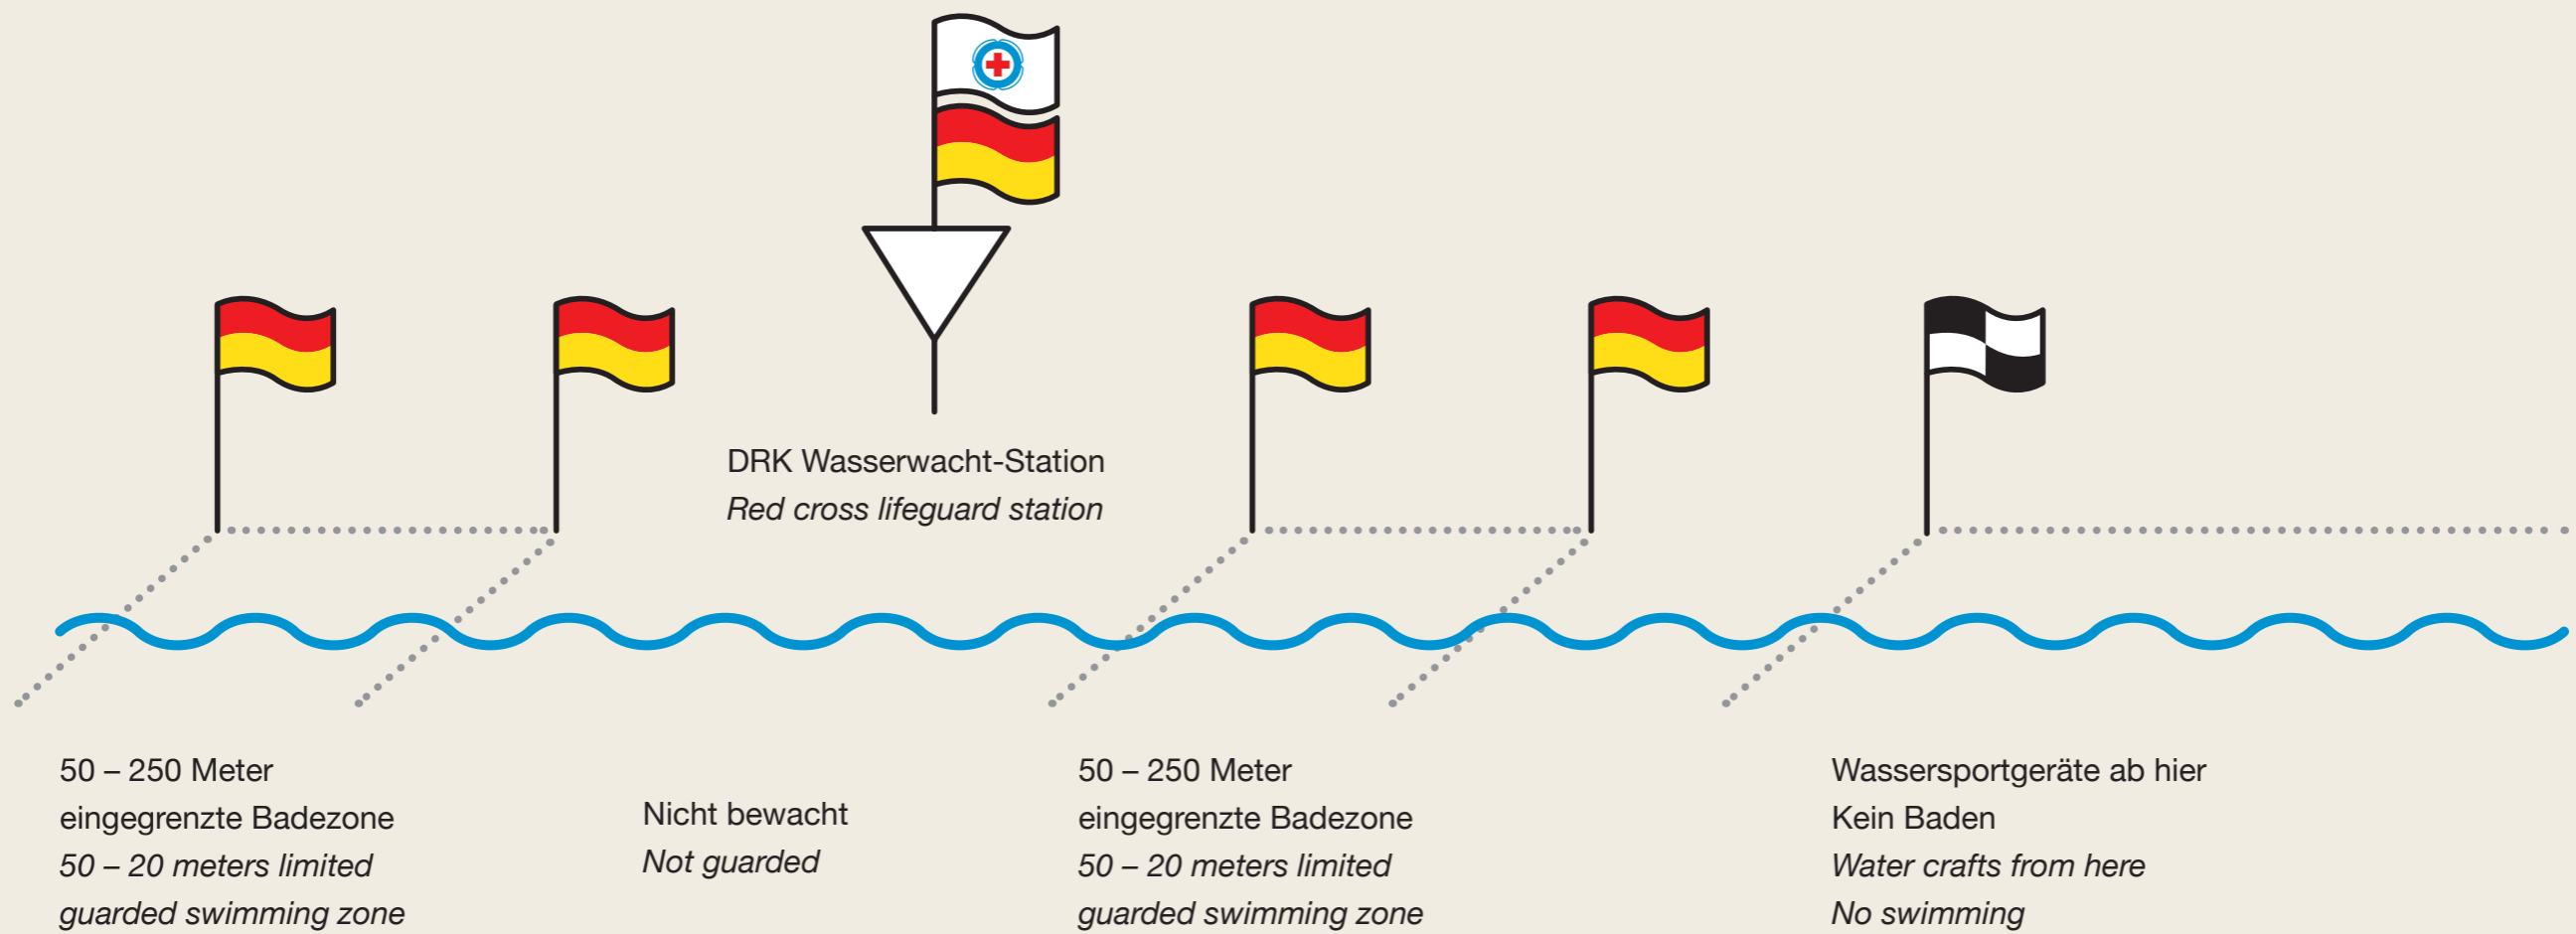 DRK Wasserwacht-Station
Red cross lifeguard station
50 – 250 Meter
eingegrenzte Badezone
50 – 20 meters limited
guarded swimming zone
Nicht bewacht
Not guarded
50 – 250 Meter
eingegrenzte Badezone
50 – 20 meters limited
guarded swimming zone
Wassersportgeräte ab hier
Kein Baden
Water crafts from here
No swimming